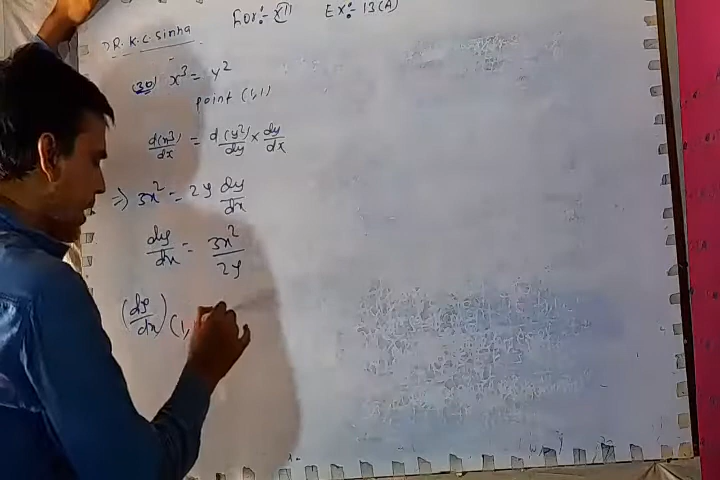 For:- XII Ex:- 13(A)
DR. K.C. Sinha
(30) x³ = y²
point (1,1)
d(x³)/dx = d(y²)/dy × dy/dx
⇒ 3x² = 2y dy/dx
dy/dx = 3x²/2y
(dy/dx) (1,